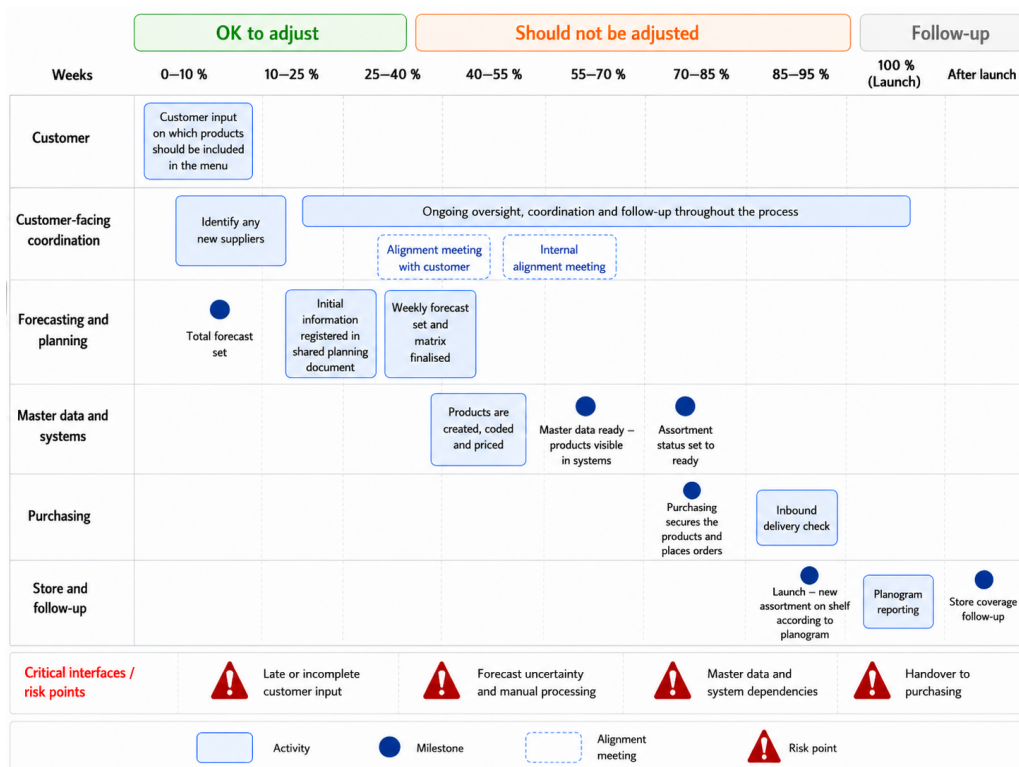 OK to adjust
Should not be adjusted
Follow-up
Weeks
0–10 %
10–25 %
25–40 %
40–55 %
55–70 %
70–85 %
85–95 %
100 %
(Launch)
After launch
Customer
Customer input
on which products
should be included
in the menu
Customer-facing
coordination
Identify any
new suppliers
Ongoing oversight, coordination and follow-up throughout the process
Alignment meeting
with customer
Internal
alignment meeting
Forecasting and
planning
Total forecast
set
Initial
information
registered in
shared planning
document
Weekly forecast
set and
matrix
finalised
Master data and
systems
Products are
created, coded
and priced
Master data ready –
products visible
in systems
Assortment
status set to
ready
Purchasing
Purchasing
secures the
products and
places orders
Inbound
delivery check
Store and
follow-up
Launch – new
assortment on shelf
according to
planogram
Planogram
reporting
Store coverage
follow-up
Critical interfaces /
risk points
Late or incomplete
customer input
Forecast uncertainty
and manual processing
Master data and
system dependencies
Handover to
purchasing
Activity
Milestone
Alignment
meeting
Risk point